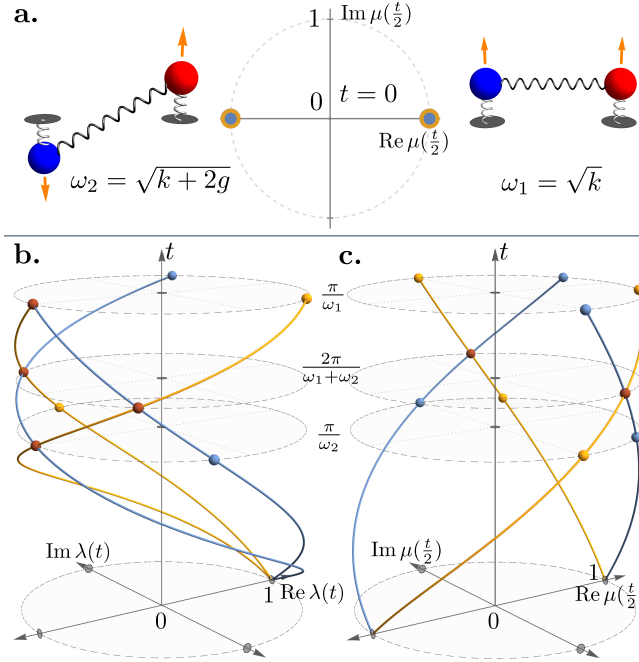 a.
Im μ(t/2)
1
0
t = 0
Re μ(t/2)
ω₂ = √(k + 2g)
ω₁ = √k
b.
t
c.
t
π/ω₁
2π/(ω₁+ω₂)
π/ω₂
Im λ(t)
Im μ(t/2)
1
Re λ(t)
1
Re μ(t/2
0
0